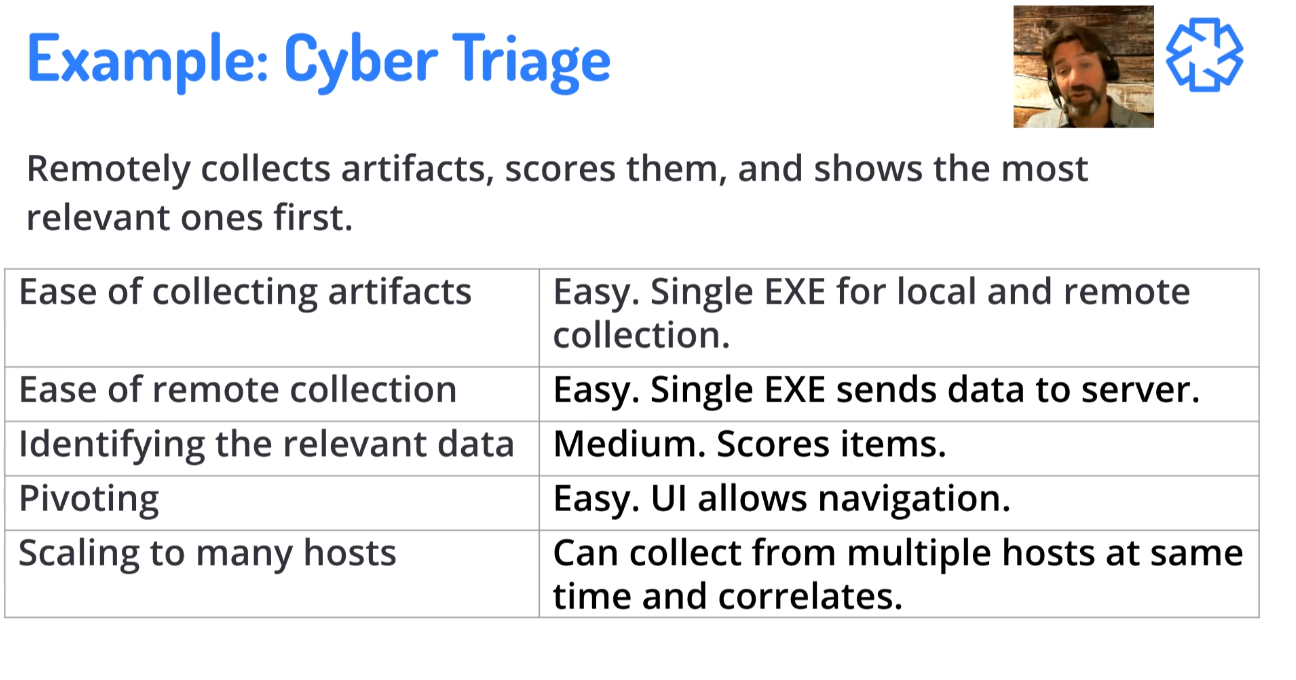 Example: Cyber Triage
Remotely collects artifacts, scores them, and shows the most
relevant ones first.
Ease of collecting artifacts
Easy. Single EXE for local and remote
collection.
Ease of remote collection
Easy. Single EXE sends data to server.
Identifying the relevant data
Medium. Scores items.
Pivoting
Easy. UI allows navigation.
Scaling to many hosts
Can collect from multiple hosts at same
time and correlates.